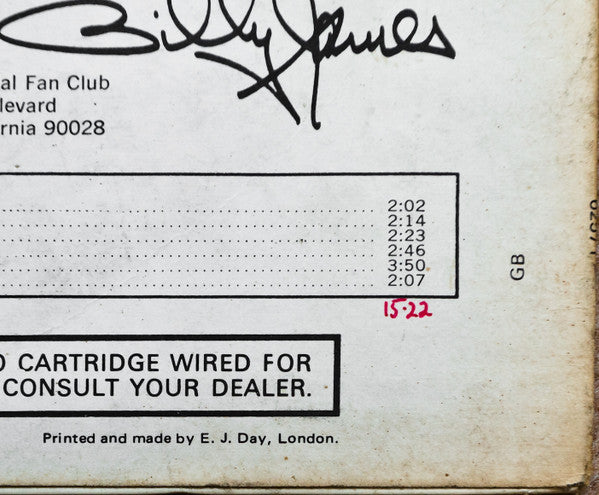 Billy James
al Fan Club
levard
rnia 90028
2:02
2:14
2:23
2:46
3:50
2:07
15·22
GB
CARTRIDGE WIRED FOR
CONSULT YOUR DEALER.
Printed and made by E. J. Day, London.